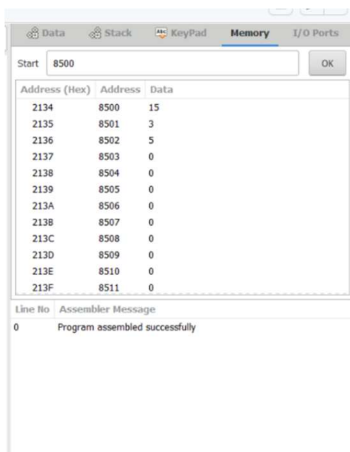 Data Stack KeyPad Memory I/O Ports
Start 8500 OK
Address (Hex) Address Data
2134 8500 15
2135 8501 3
2136 8502 5
2137 8503 0
2138 8504 0
2139 8505 0
213A 8506 0
213B 8507 0
213C 8508 0
213D 8509 0
213E 8510 0
213F 8511 0
Line No Assembler Message
0 Program assembled successfully